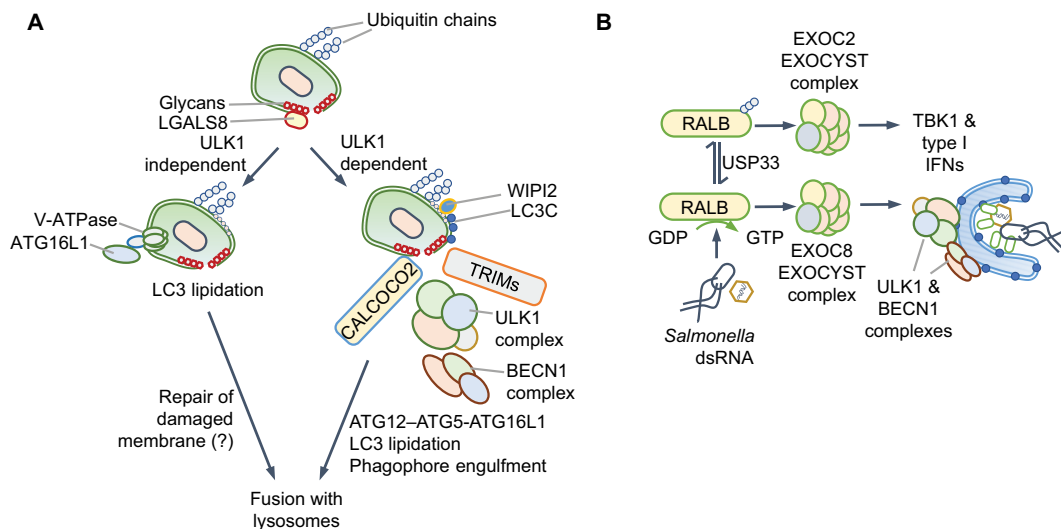 A
Ubiquitin chains
Glycans
LGALS8
ULK1
independent
ULK1
dependent
V-ATPase
ATG16L1
WIPI2
LC3C
LC3 lipidation
CALCOCO2
TRIMs
ULK1
complex
BECN1
complex
Repair of
damaged
membrane (?)
ATG12–ATG5-ATG16L1
LC3 lipidation
Phagophore engulfment
Fusion with
lysosomes
B
EXOC2
EXOCYST
complex
RALB
TBK1 &
type I
IFNs
USP33
RALB
GDP
GTP
EXOC8
EXOCYST
complex
ULK1 &
BECN1
complexes
Salmonella
dsRNA